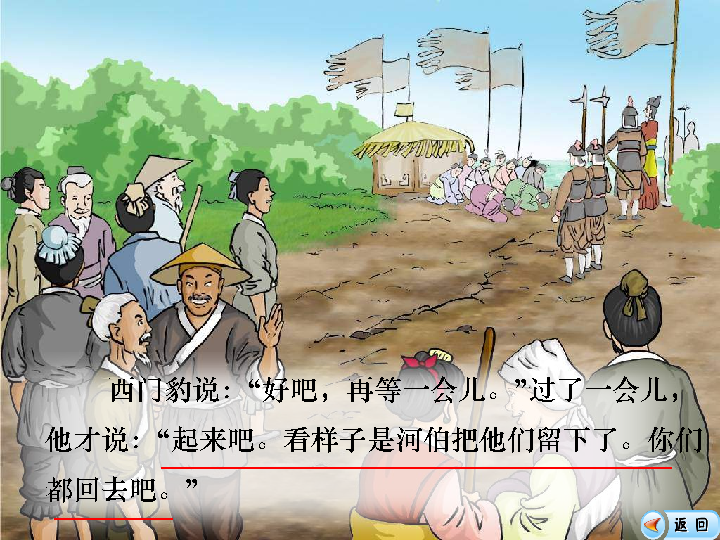 西门豹说：“好吧，再等一会儿。”过了一会儿，
他才说：“起来吧。看样子是河伯把他们留下了。你们
都回去吧。”
返 回